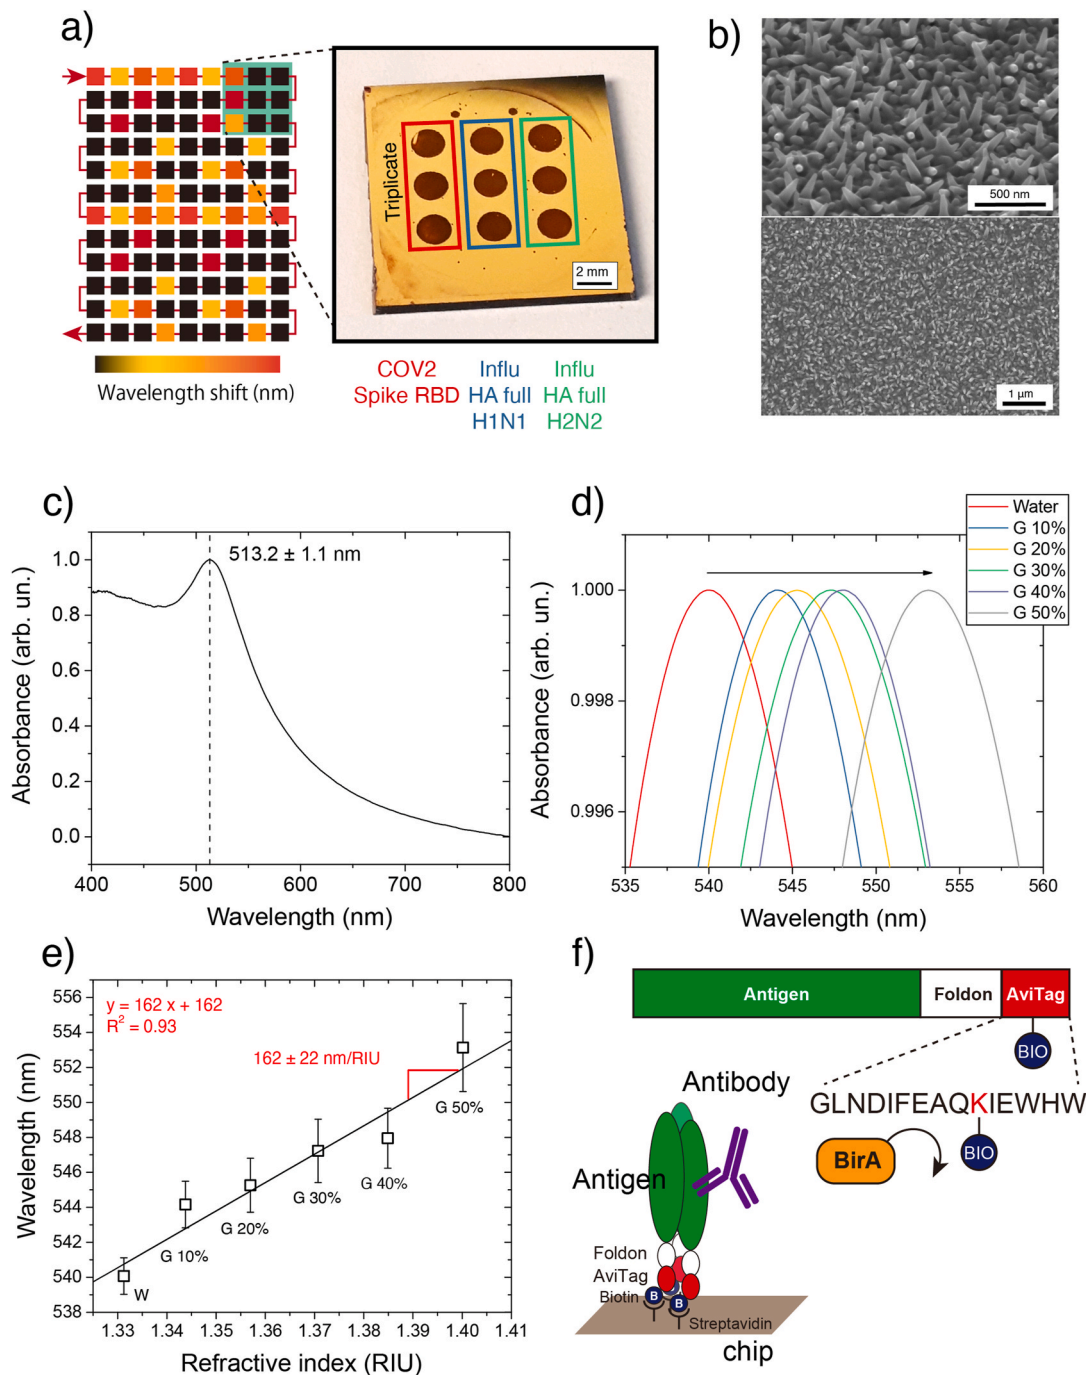 a)
Triplicate
2 mm
Wavelength shift (nm)
COV2
Spike RBD
Influ
HA full
H1N1
Influ
HA full
H2N2
b)
500 nm
1 µm
c)
513.2 ± 1.1 nm
1.0
0.8
0.6
0.4
0.2
0.0
Absorbance (arb. un.)
400
500
600
700
800
Wavelength (nm)
d)
Water
G 10%
G 20%
G 30%
G 40%
G 50%
1.000
0.998
0.996
Absorbance (arb. un.)
535
540
545
550
555
560
Wavelength (nm)
e)
y = 162 x + 162
R² = 0.93
162 ± 22 nm/RIU
556
554
552
550
548
546
544
542
540
538
Wavelength (nm)
W
G 10%
G 20%
G 30%
G 40%
G 50%
1.33
1.34
1.35
1.36
1.37
1.38
1.39
1.40
1.41
Refractive index (RIU)
f)
Antigen
Foldon
AviTag
BIO
GLNDIFEAQKIEWHW
BIO
BirA
Antibody
Antigen
Foldon
AviTag
Biotin
B
B
Streptavidin
chip